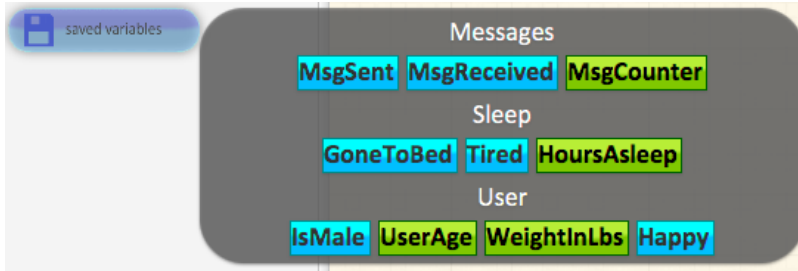 saved variables
Messages
MsgSent MsgReceived MsgCounter
Sleep
GoneToBed Tired HoursAsleep
User
IsMale UserAge WeightInLbs Happy